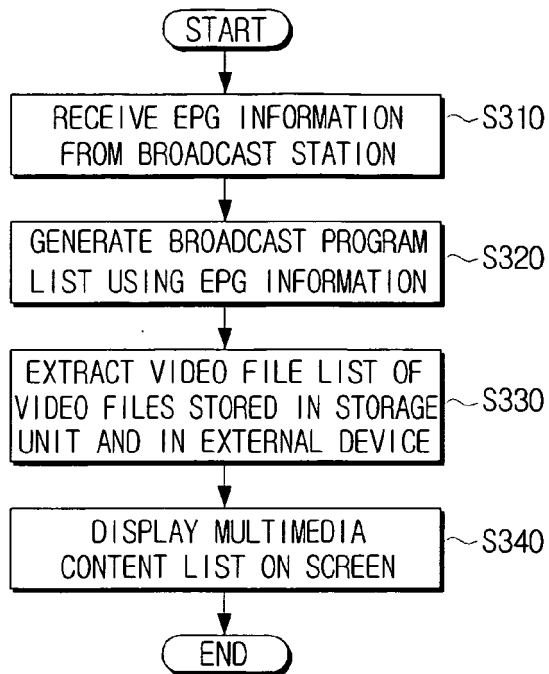 START
RECEIVE EPG INFORMATION
FROM BROADCAST STATION
S310
GENERATE BROADCAST PROGRAM
LIST USING EPG INFORMATION
S320
EXTRACT VIDEO FILE LIST OF
VIDEO FILES STORED IN STORAGE
UNIT AND IN EXTERNAL DEVICE
S330
DISPLAY MULTIMEDIA
CONTENT LIST ON SCREEN
S340
END